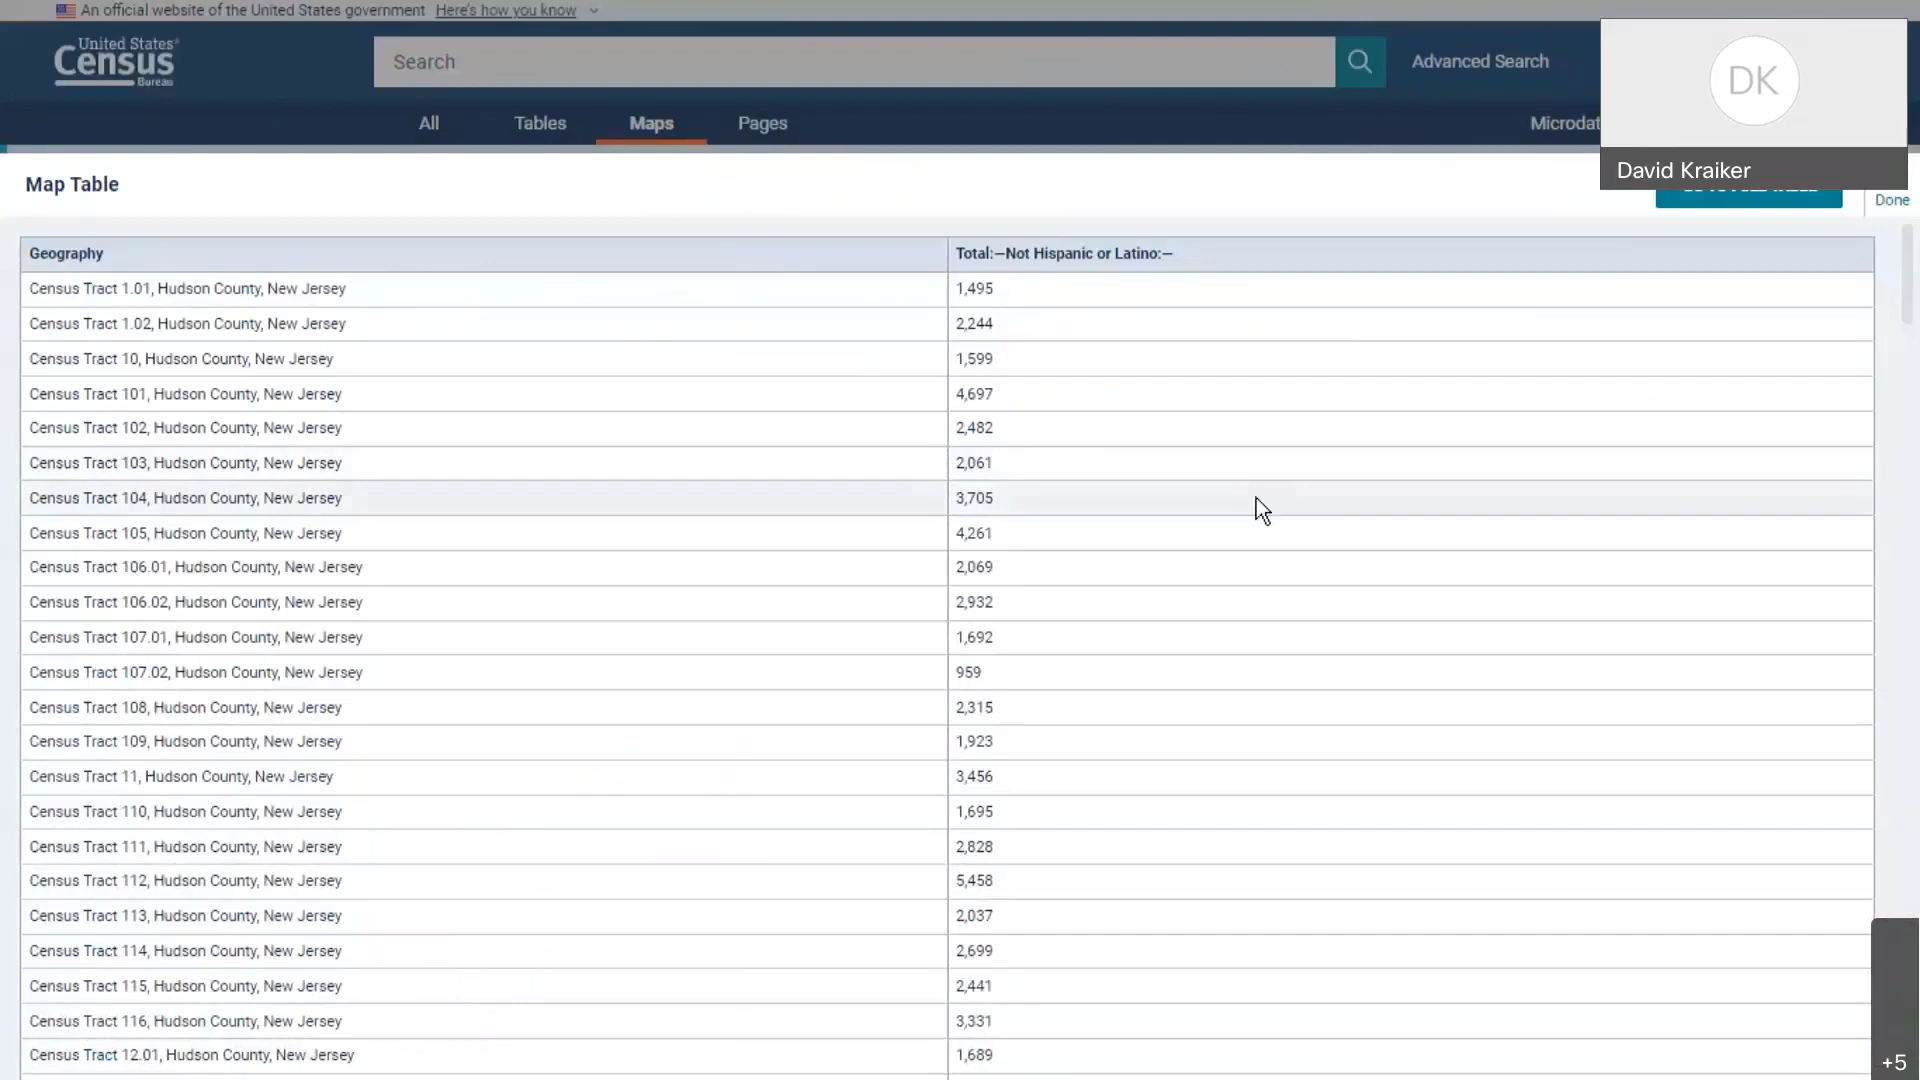 An official website of the United States government Here's how you know
United States®
Census
Bureau
Search
Advanced Search
DK
All Tables Maps Pages
Microdat
David Kraiker
Map Table
Done
Geography Total:—Not Hispanic or Latino:—
Census Tract 1.01, Hudson County, New Jersey 1,495
Census Tract 1.02, Hudson County, New Jersey 2,244
Census Tract 10, Hudson County, New Jersey 1,599
Census Tract 101, Hudson County, New Jersey 4,697
Census Tract 102, Hudson County, New Jersey 2,482
Census Tract 103, Hudson County, New Jersey 2,061
Census Tract 104, Hudson County, New Jersey 3,705
Census Tract 105, Hudson County, New Jersey 4,261
Census Tract 106.01, Hudson County, New Jersey 2,069
Census Tract 106.02, Hudson County, New Jersey 2,932
Census Tract 107.01, Hudson County, New Jersey 1,692
Census Tract 107.02, Hudson County, New Jersey 959
Census Tract 108, Hudson County, New Jersey 2,315
Census Tract 109, Hudson County, New Jersey 1,923
Census Tract 11, Hudson County, New Jersey 3,456
Census Tract 110, Hudson County, New Jersey 1,695
Census Tract 111, Hudson County, New Jersey 2,828
Census Tract 112, Hudson County, New Jersey 5,458
Census Tract 113, Hudson County, New Jersey 2,037
Census Tract 114, Hudson County, New Jersey 2,699
Census Tract 115, Hudson County, New Jersey 2,441
Census Tract 116, Hudson County, New Jersey 3,331
Census Tract 12.01, Hudson County, New Jersey 1,689
+5